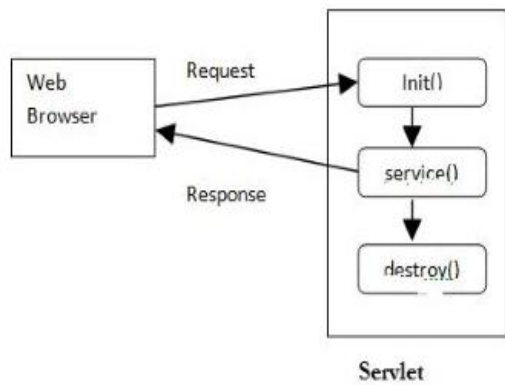 Web
Browser
Request
Response
Init()
service()
destroy()
Servlet